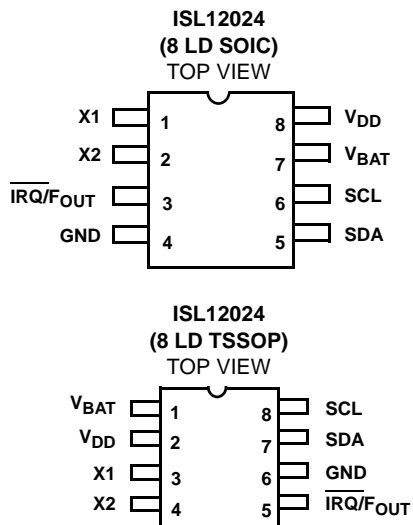 ISL12024
(8 LD SOIC)
TOP VIEW
X1 1 8 VDD
X2 2 7 VBAT
IRQ/FOUT 3 6 SCL
GND 4 5 SDA
ISL12024
(8 LD TSSOP)
TOP VIEW
VBAT 1 8 SCL
VDD 2 7 SDA
X1 3 6 GND
X2 4 5 IRQ/FOUT